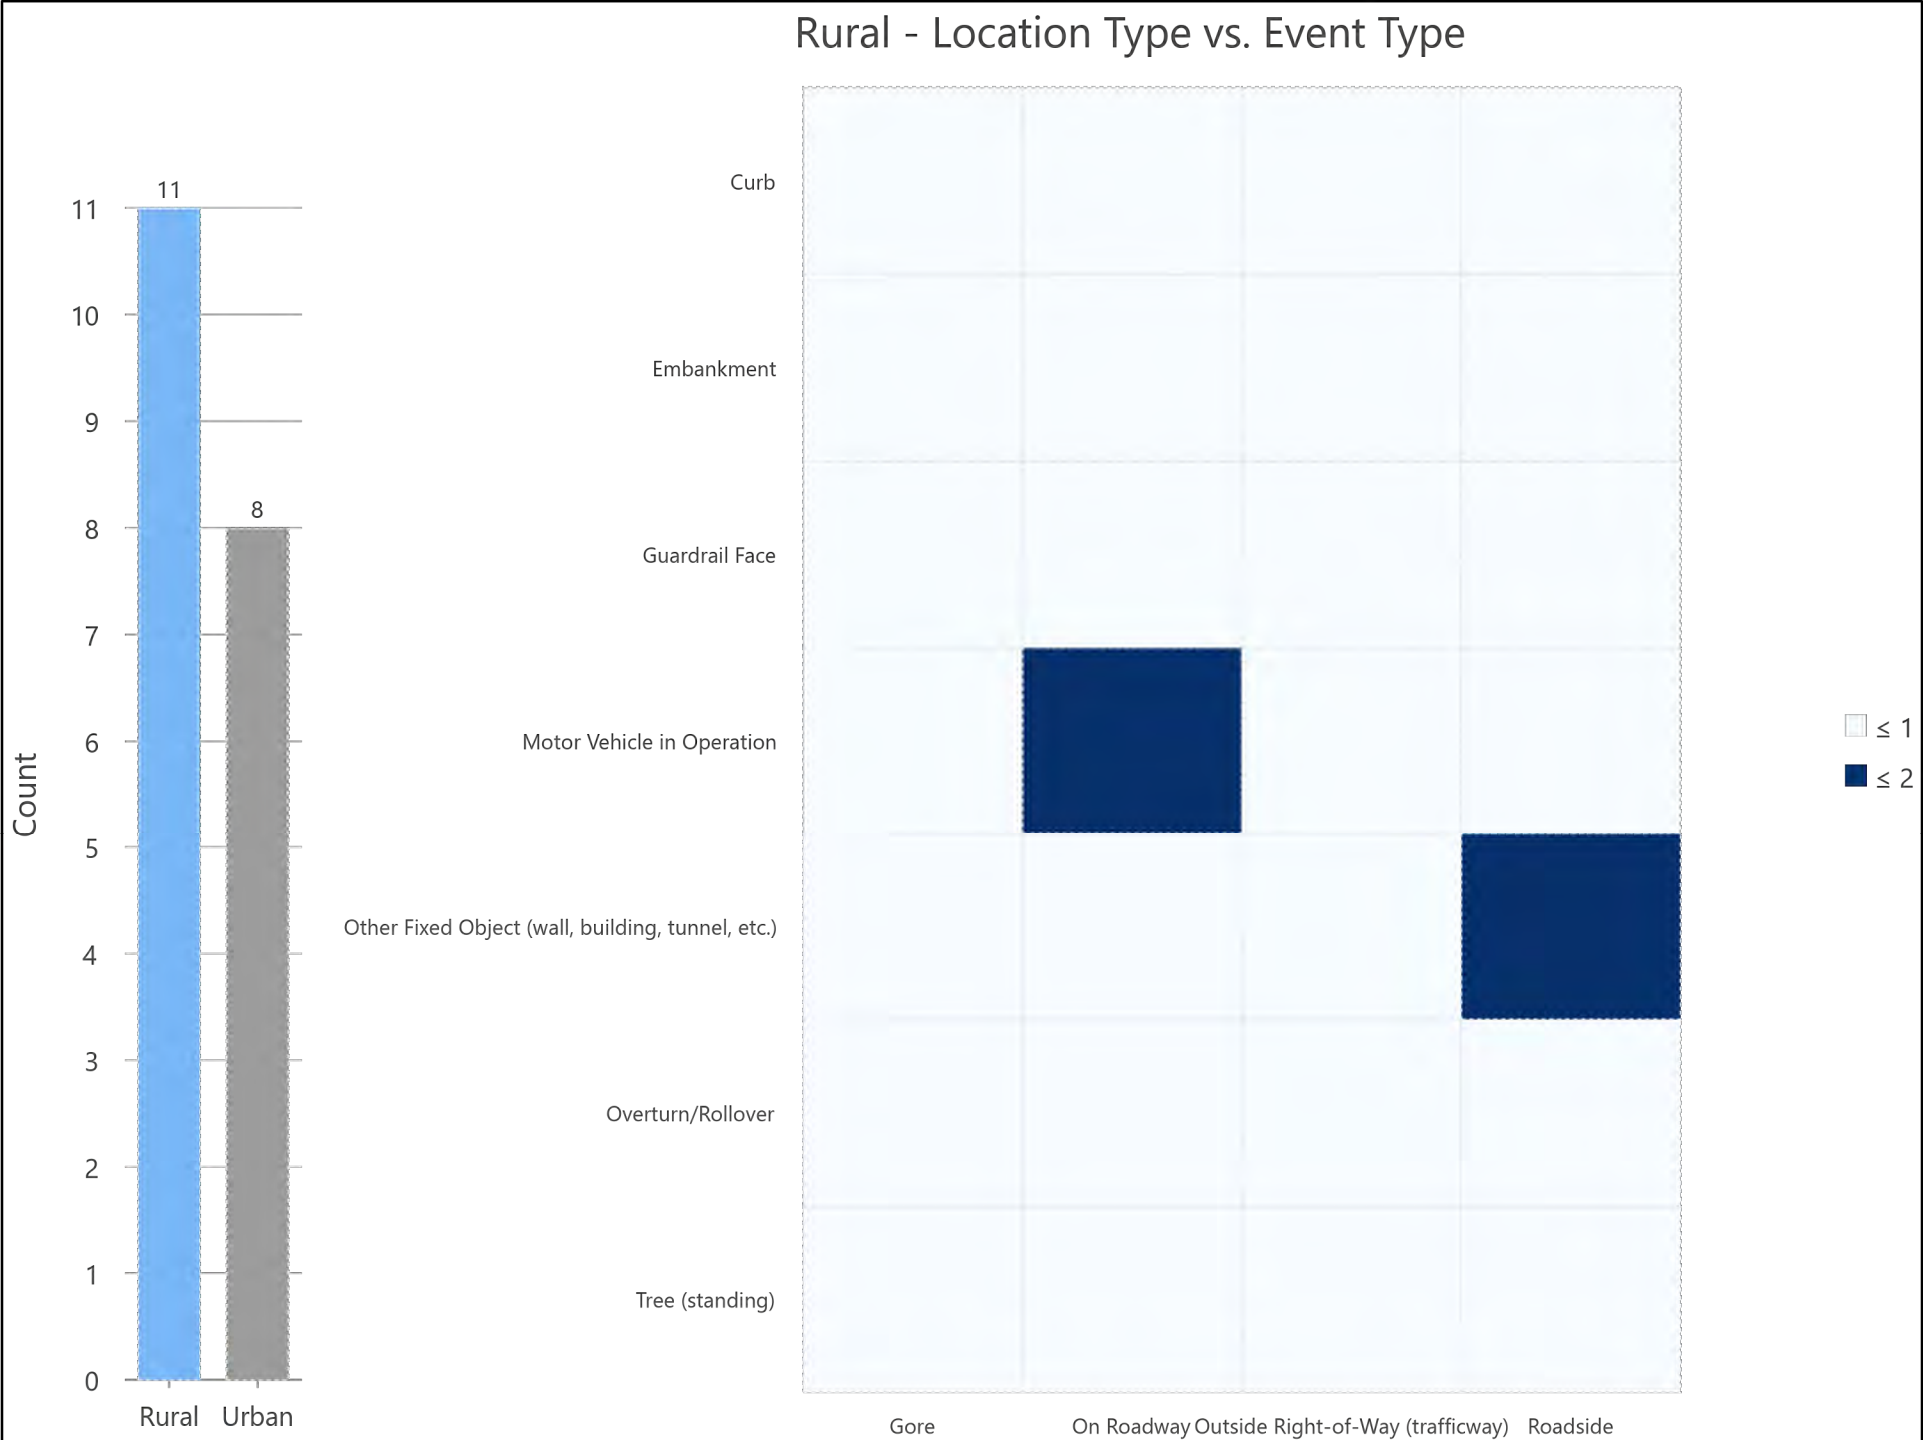 Rural - Location Type vs. Event Type
Count
11
10
9
8
7
6
5
4
3
2
1
0
11
8
Rural
Urban
Curb
Embankment
Guardrail Face
Motor Vehicle in Operation
Other Fixed Object (wall, building, tunnel, etc.)
Overturn/Rollover
Tree (standing)
Gore
On Roadway
Outside Right-of-Way (trafficway)
Roadside
≤ 1
≤ 2